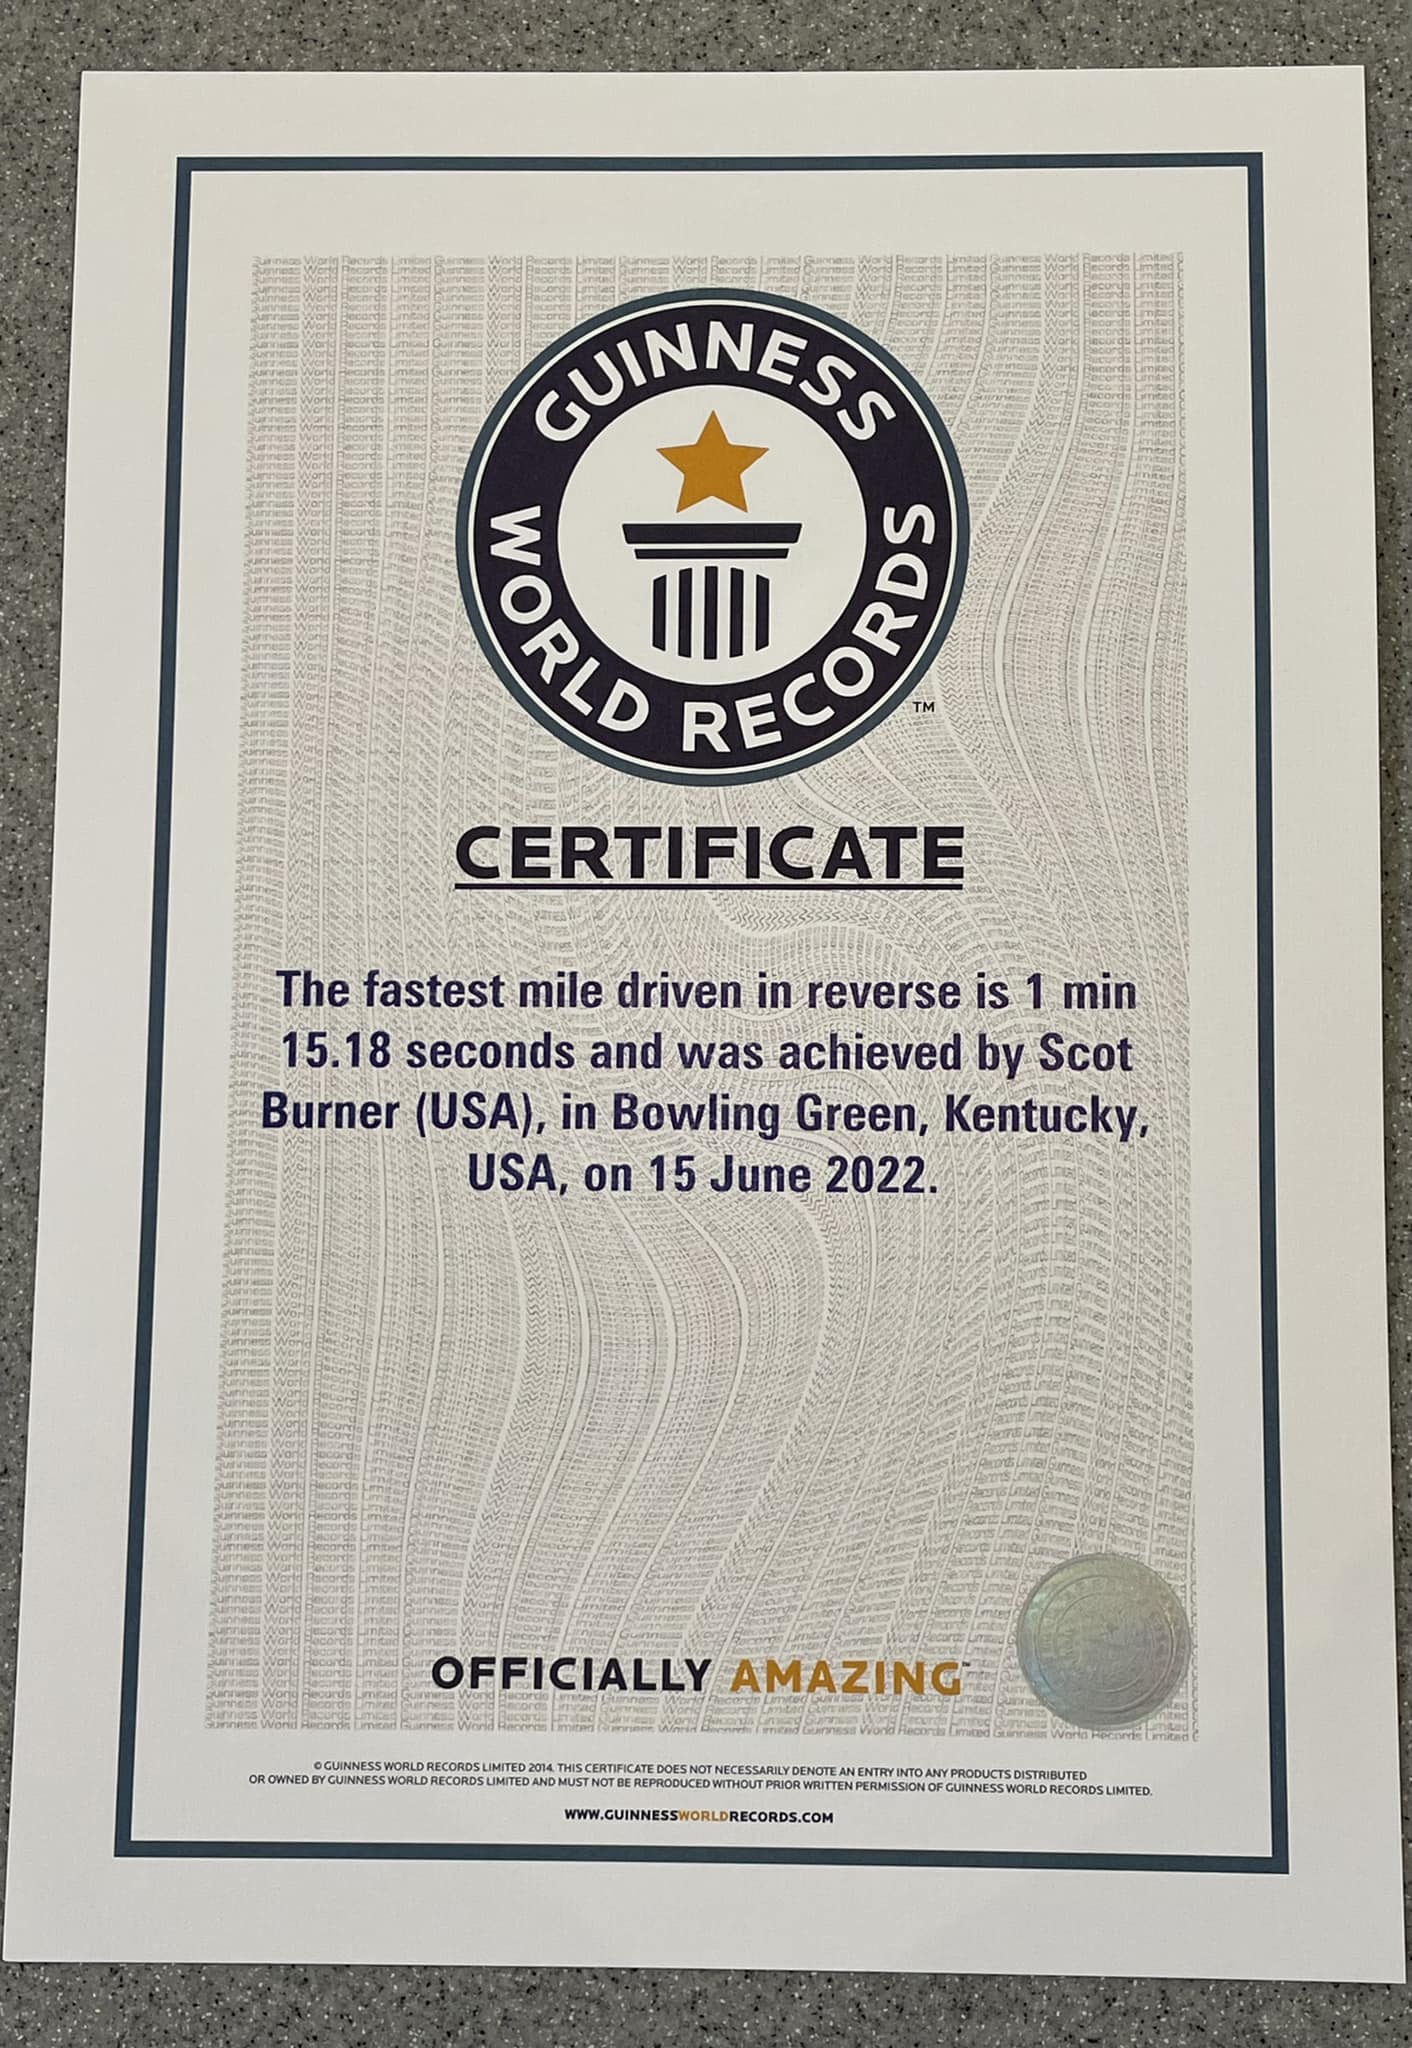 GUINNESS
WORLD RECORDS
TM
CERTIFICATE
The fastest mile driven in reverse is 1 min
15.18 seconds and was achieved by Scot
Burner (USA), in Bowling Green, Kentucky,
USA, on 15 June 2022.
OFFICIALLY AMAZING™
© GUINNESS WORLD RECORDS LIMITED 2014. THIS CERTIFICATE DOES NOT NECESSARILY DENOTE AN ENTRY INTO ANY PRODUCTS DISTRIBUTED
OR OWNED BY GUINNESS WORLD RECORDS LIMITED AND MUST NOT BE REPRODUCED WITHOUT PRIOR WRITTEN PERMISSION OF GUINNESS WORLD RECORDS LIMITED.
WWW.GUINNESSWORLDRECORDS.COM